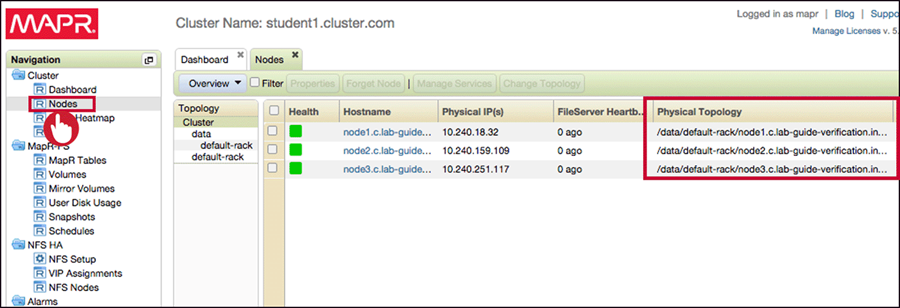 MAPR.
Cluster Name: student1.cluster.com
Logged in as mapr | Blog | Suppo
Manage Licenses v. 5.
Navigation
Cluster
Dashboard
Nodes
Heatmap
MapR-FS
MapR Tables
Volumes
Mirror Volumes
User Disk Usage
Snapshots
Schedules
NFS HA
NFS Setup
VIP Assignments
NFS Nodes
Alarms
Dashboard
Nodes
Overview
Filter
Properties
Forget Node
Manage Services
Change Topology
Topology
Cluster
data
default-rack
default-rack
Health Hostname Physical IP(s) FileServer Heartb... Physical Topology
node1.c.lab-guide... 10.240.18.32 0 ago /data/default-rack/node1.c.lab-guide-verification.in...
node2.c.lab-guide... 10.240.159.109 0 ago /data/default-rack/node2.c.lab-guide-verification.in...
node3.c.lab-guide... 10.240.251.117 0 ago /data/default-rack/node3.c.lab-guide-verification.in...